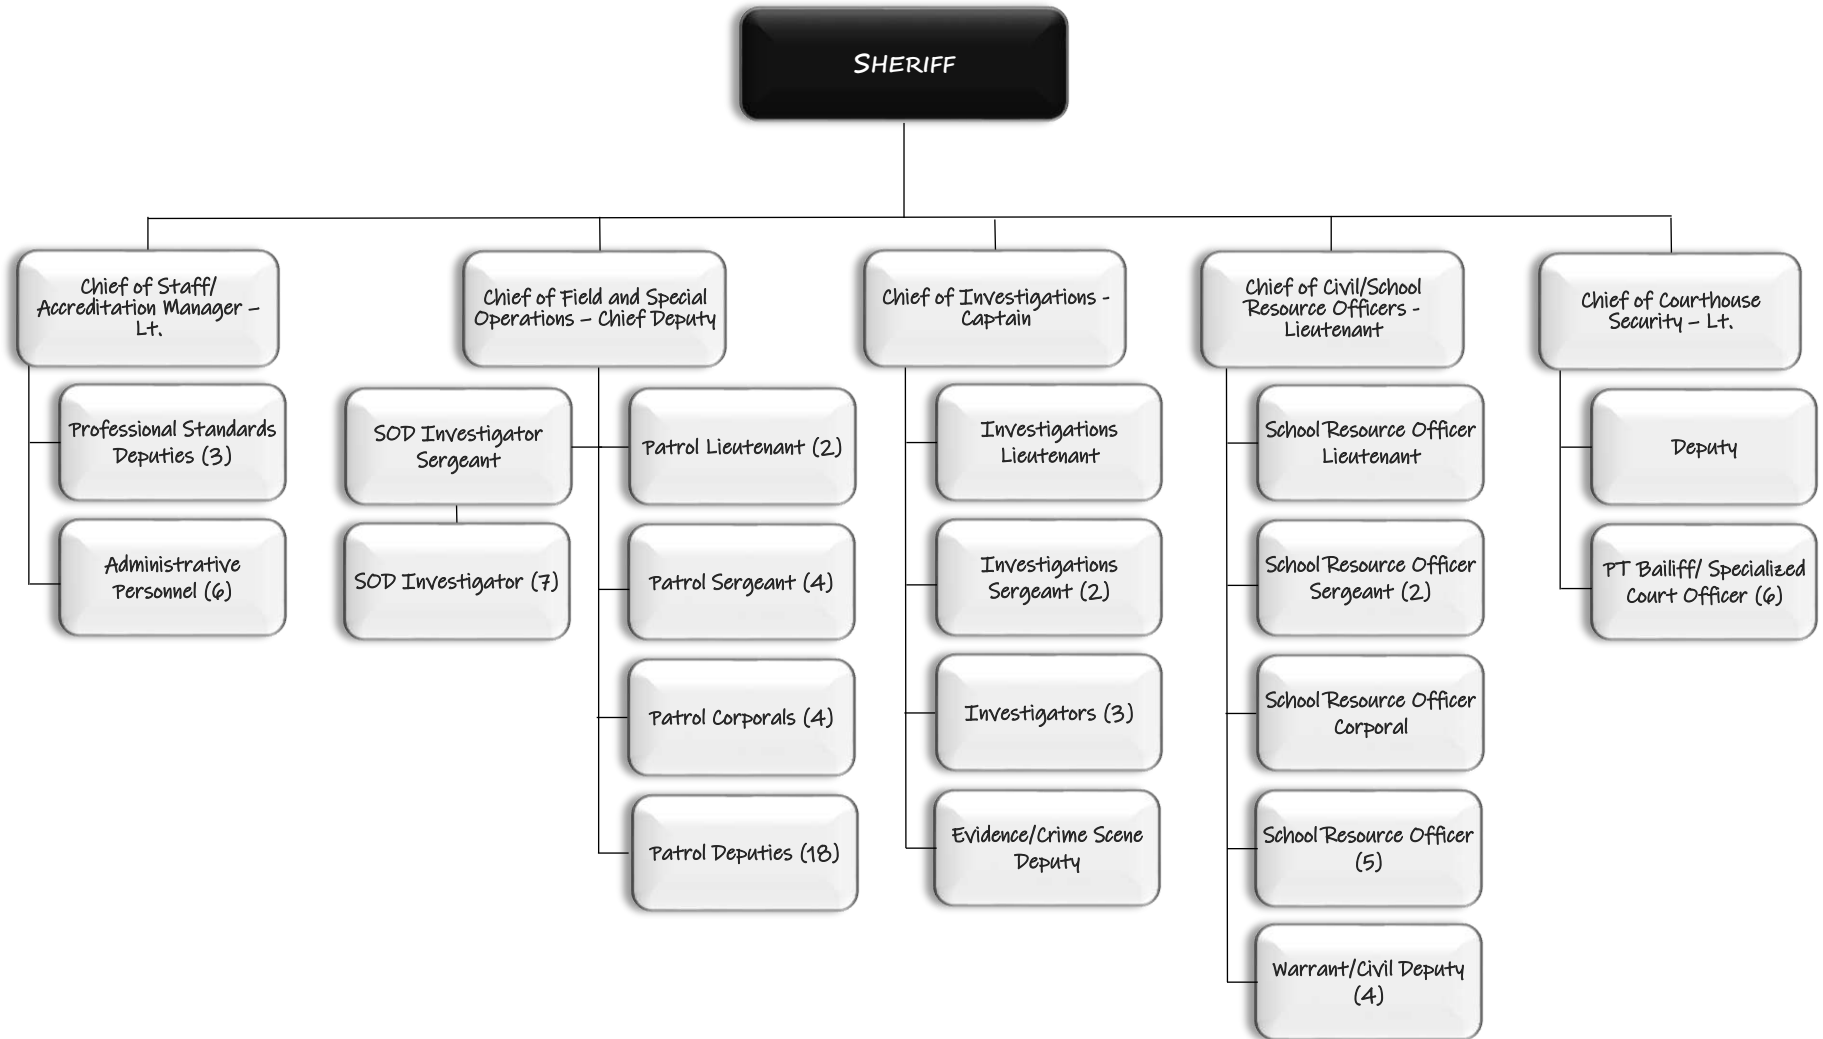 SHERIFF
Chief of Staff/
Accreditation Manager –
Lt.
Professional Standards
Deputies (3)
Administrative
Personnel (6)
Chief of Field and Special
Operations – Chief Deputy
SOD Investigator
Sergeant
SOD Investigator (7)
Patrol Lieutenant (2)
Patrol Sergeant (4)
Patrol Corporals (4)
Patrol Deputies (18)
Chief of Investigations -
Captain
Investigations
Lieutenant
Investigations
Sergeant (2)
Investigators (3)
Evidence/Crime Scene
Deputy
Chief of Civil/School
Resource Officers -
Lieutenant
School Resource Officer
Lieutenant
School Resource Officer
Sergeant (2)
School Resource Officer
Corporal
School Resource Officer
(5)
Warrant/Civil Deputy
(4)
Chief of Courthouse
Security – Lt.
Deputy
PT Bailiff/ Specialized
Court Officer (6)